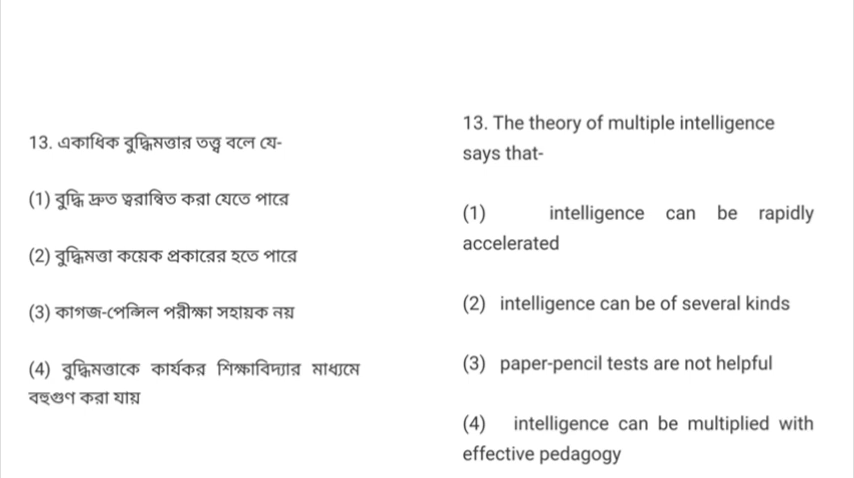 13. একাধিক বুদ্ধিমত্তার তত্ত্ব বলে যে-
(1) বুদ্ধি দ্রুত ত্বরান্বিত করা যেতে পারে
(2) বুদ্ধিমত্তা কয়েক প্রকারের হতে পারে
(3) কাগজ-পেন্সিল পরীক্ষা সহায়ক নয়
(4) বুদ্ধিমত্তাকে কার্যকর শিক্ষাবিদ্যার মাধ্যমে
বহুগুণ করা যায়
13. The theory of multiple intelligence
says that-
(1) intelligence can be rapidly
accelerated
(2) intelligence can be of several kinds
(3) paper-pencil tests are not helpful
(4) intelligence can be multiplied with
effective pedagogy